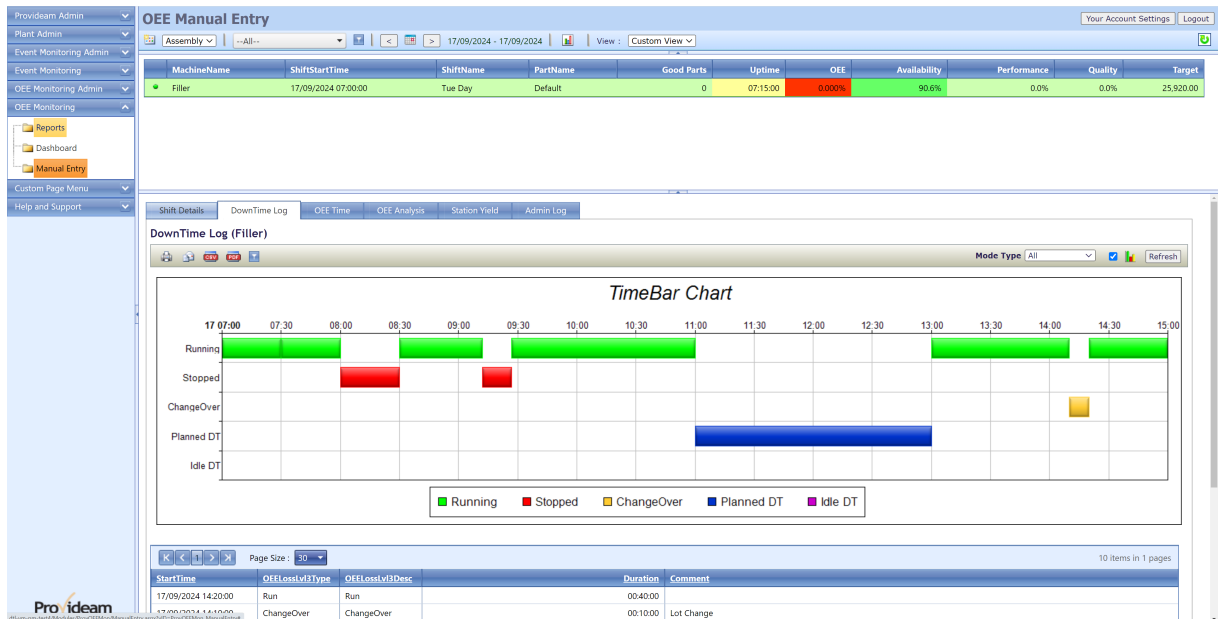 Provideam Admin
Plant Admin
Event Monitoring Admin
Event Monitoring
OEE Monitoring Admin
OEE Monitoring
Reports
Dashboard
Manual Entry
Custom Page Menu
Help and Support
Provideam
OEE Manual Entry
Your Account Settings Logout
Assembly --All-- < > 17/09/2024 - 17/09/2024 View : Custom View
MachineName ShiftStartTime ShiftName PartName Good Parts Uptime OEE Availability Performance Quality Target
Filler 17/09/2024 07:00:00 Tue Day Default 0 07:15:00 0.000% 90.6% 0.0% 0.0% 25,920.00
Shift Details DownTime Log OEE Time OEE Analysis Station Yield Admin Log
DownTime Log (Filler)
CSV PDF Mode Type All Refresh
TimeBar Chart
17 07:00 07:30 08:00 08:30 09:00 09:30 10:00 10:30 11:00 11:30 12:00 12:30 13:00 13:30 14:00 14:30 15:00
Running
Stopped
ChangeOver
Planned DT
Idle DT
Running Stopped ChangeOver Planned DT Idle DT
1 Page Size : 30 10 items in 1 pages
StartTime OEELossLvl3Type OEELossLvl3Desc Duration Comment
17/09/2024 14:20:00 Run Run 00:40:00
17/09/2024 14:10:00 ChangeOver ChangeOver 00:10:00 Lot Change